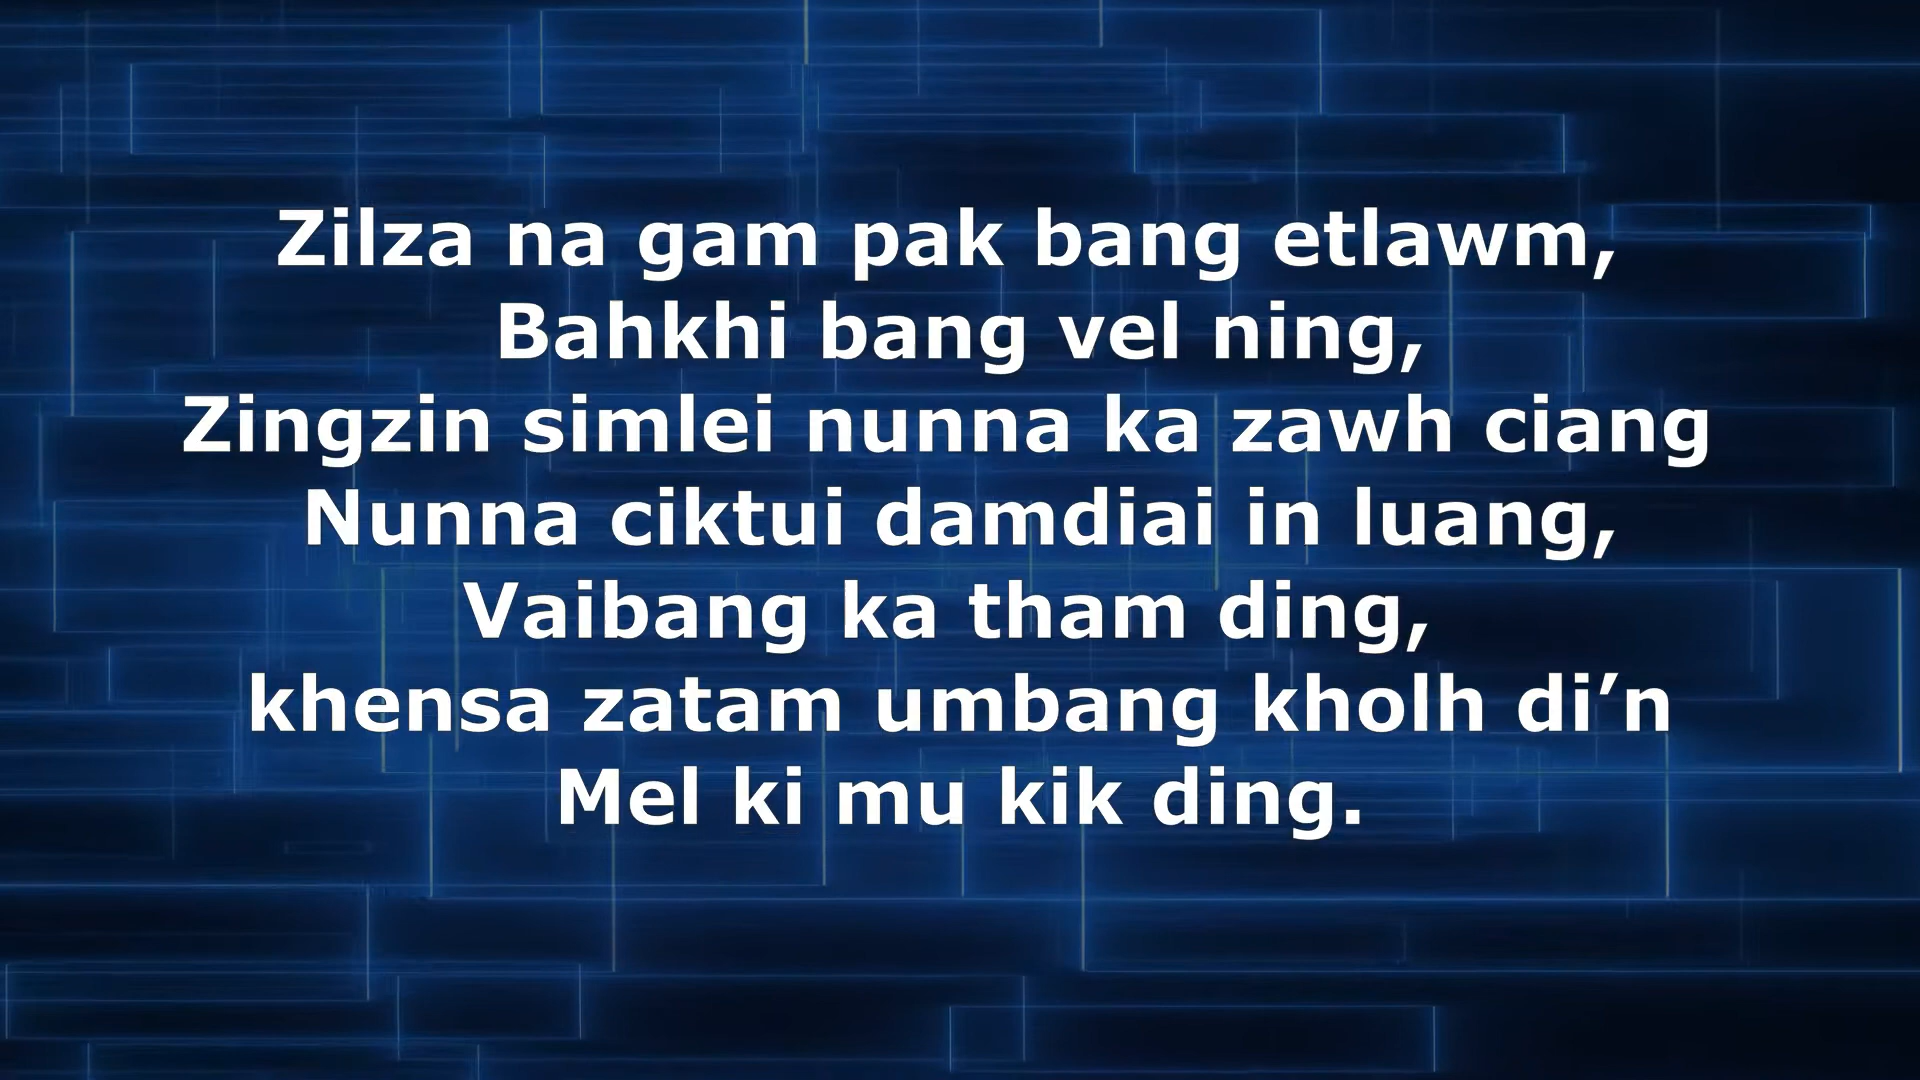 Zilza na gam pak bang etlawm,
Bahkhi bang vel ning,
Zingzin simlei nunna ka zawh ciang
Nunna ciktui damdiai in luang,
Vaibang ka tham ding,
khensa zatam umbang kholh di’n
Mel ki mu kik ding.